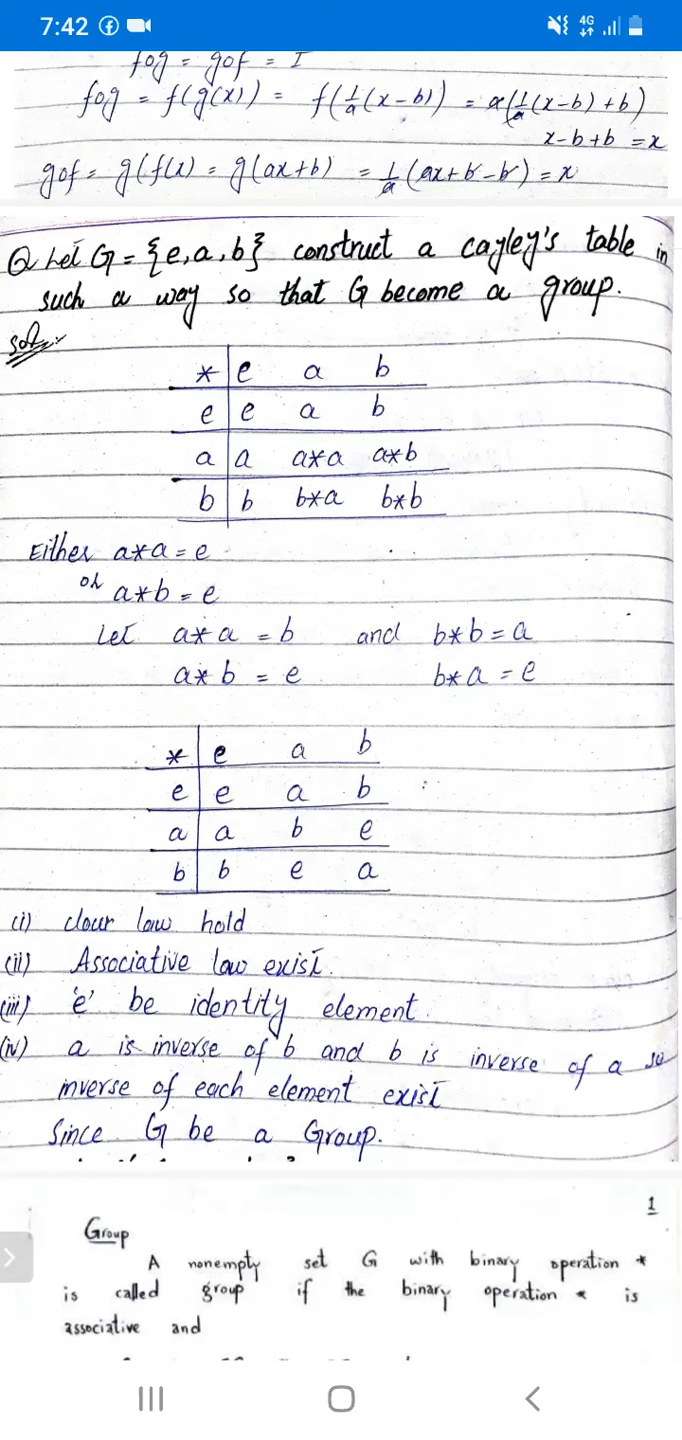 7:42
4G
fog = gof = I
fog = f(g(x)) = f(1/a(x-b)) = a(1/a(x-b)+b)
x-b+b = x
gof = g(f(x) = g(ax+b) = 1/a(ax+b-b) = x
Q Let G = {e,a,b} construct a cayley's table in
such a way so that G become a group.
Sol:-
* e a b
e e a b
a a a*a a*b
b b b*a b*b
Either a*a = e
or a*b = e
Let a*a = b and b*b = a
a*b = e b*a = e
* e a b
e e a b
a a b e
b b e a
(i) clour law hold
(ii) Associative law exist.
(iii) 'e' be identity element.
(iv) a is inverse of b and b is inverse of a so
inverse of each element exist
Since G be a Group.
1
Group
A nonempty set G with binary operation *
is called group if the binary operation * is
associative and